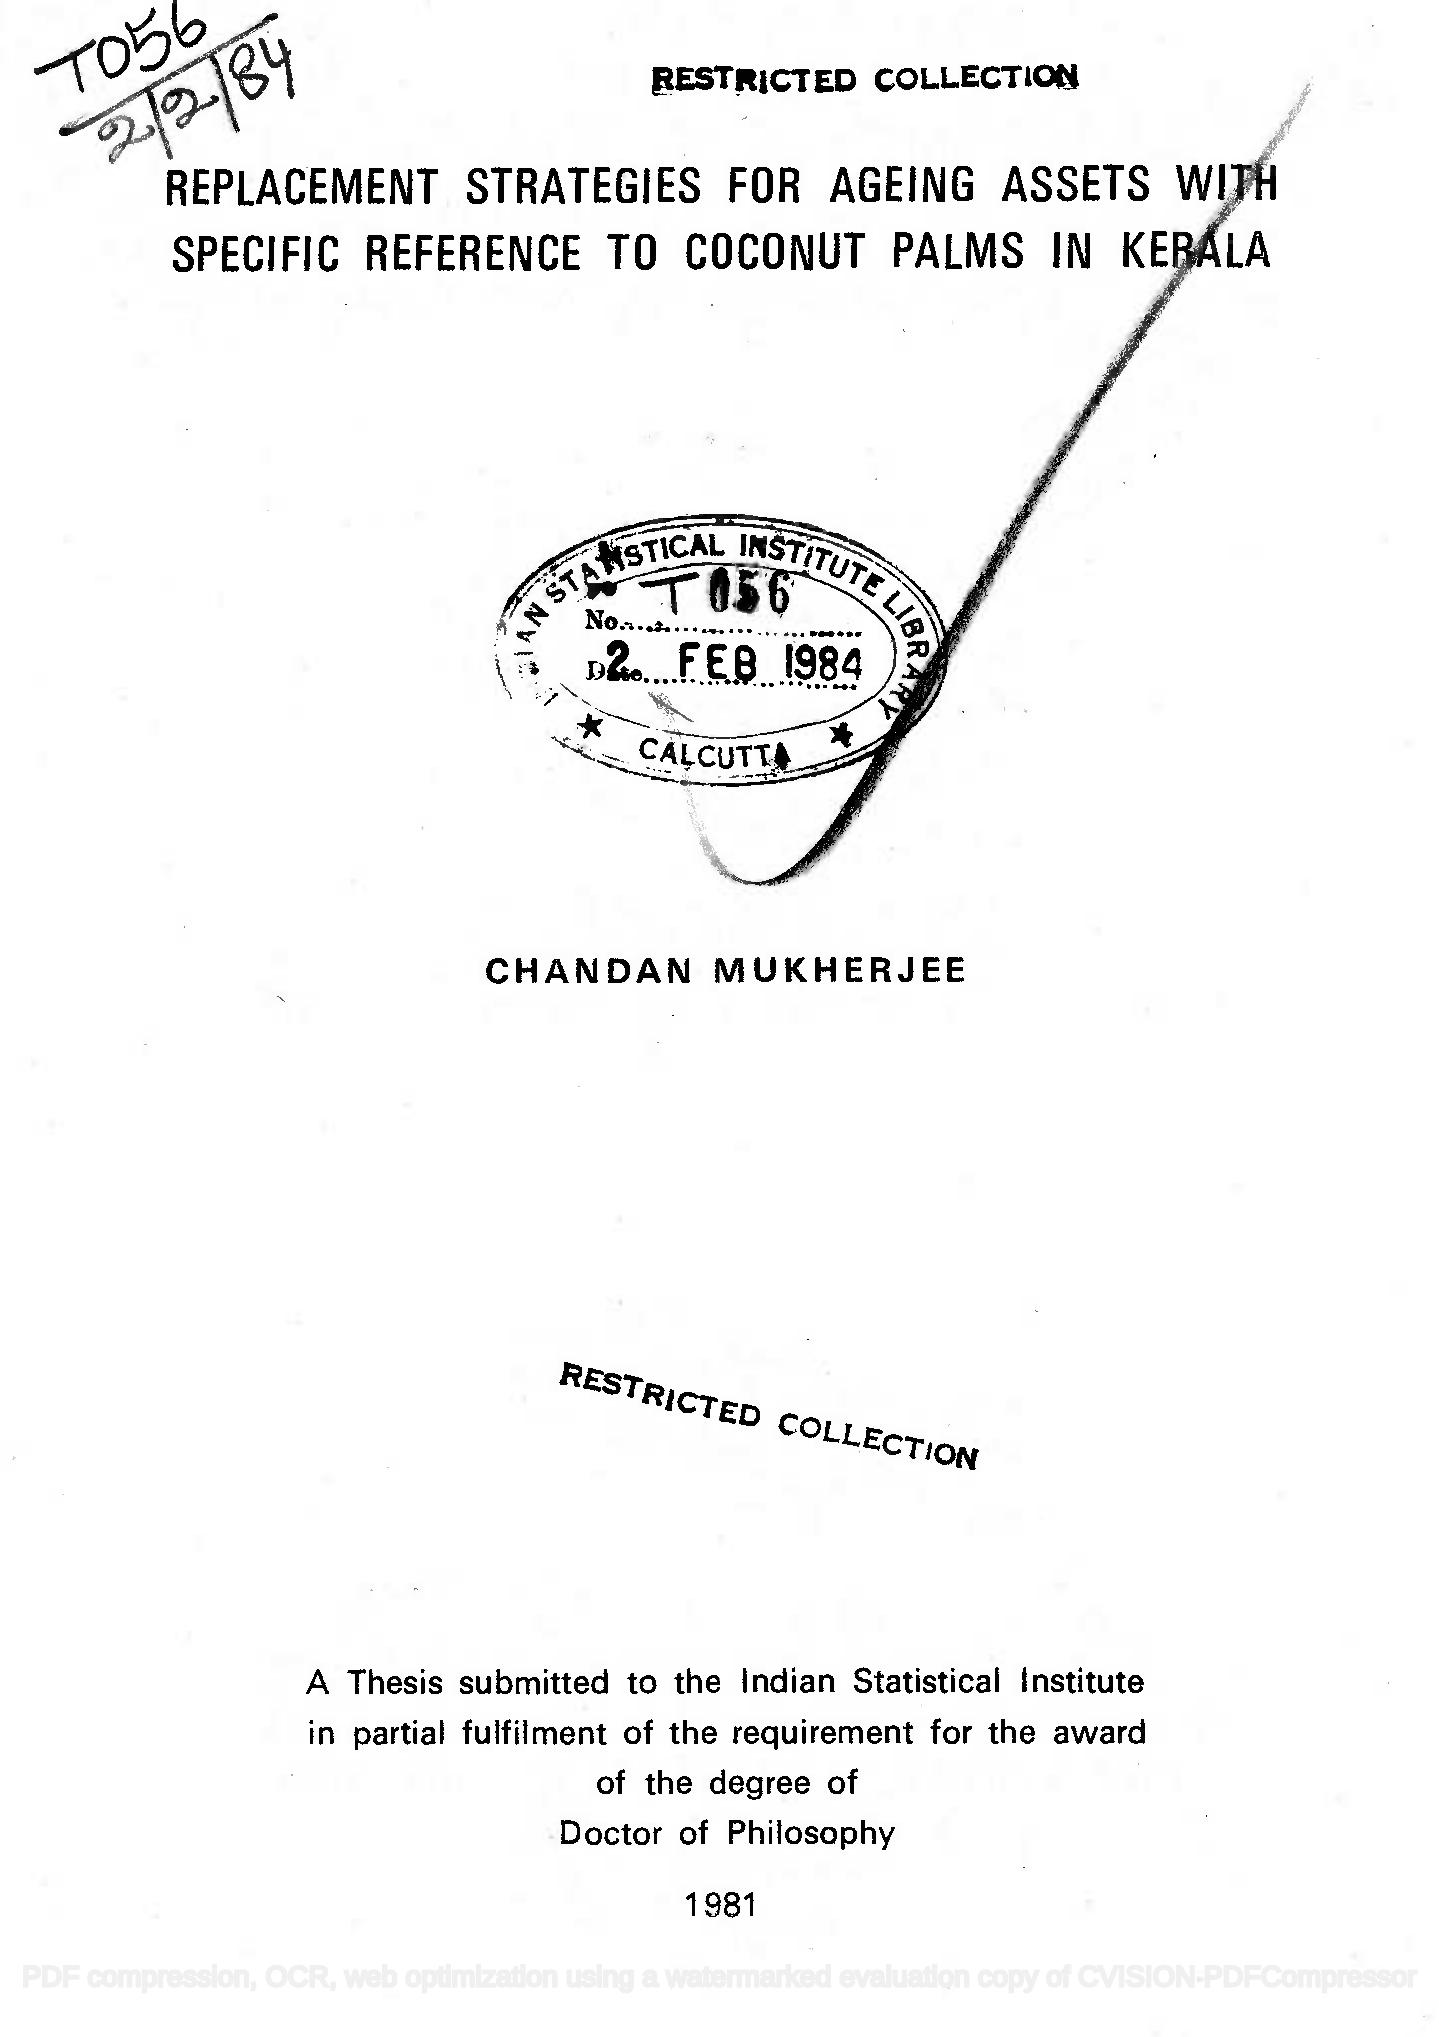 T056
2/2/84
RESTRICTED COLLECTION
REPLACEMENT STRATEGIES FOR AGEING ASSETS WITH
SPECIFIC REFERENCE TO COCONUT PALMS IN KERALA
INDIAN STATISTICAL INSTITUTE LIBRARY
No. T 056
Date 2 FEB 1984
★ CALCUTTA ★
CHANDAN MUKHERJEE
RESTRICTED COLLECTION
A Thesis submitted to the Indian Statistical Institute
in partial fulfilment of the requirement for the award
of the degree of
Doctor of Philosophy
1981
PDF compression, OCR, web optimization using a watermarked evaluation copy of CVISION PDFCompressor